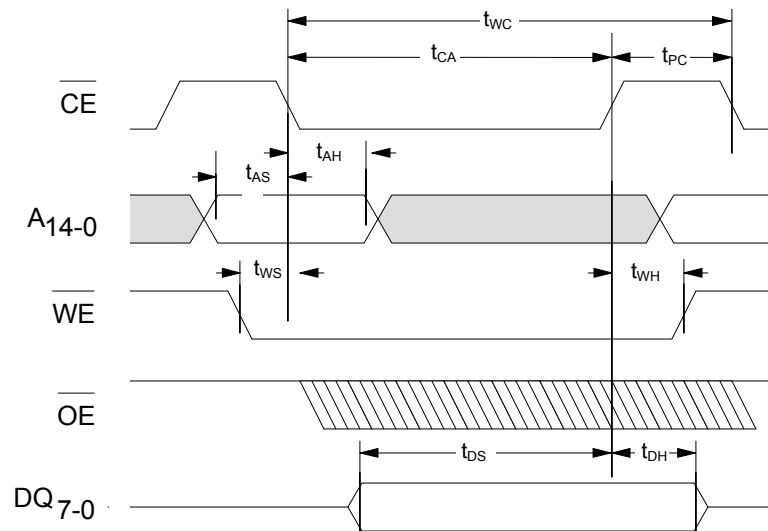 tWC
tCA tPC
CE
tAS tAH
A14-0
tWS tWH
WE
OE
tDS tDH
DQ7-0